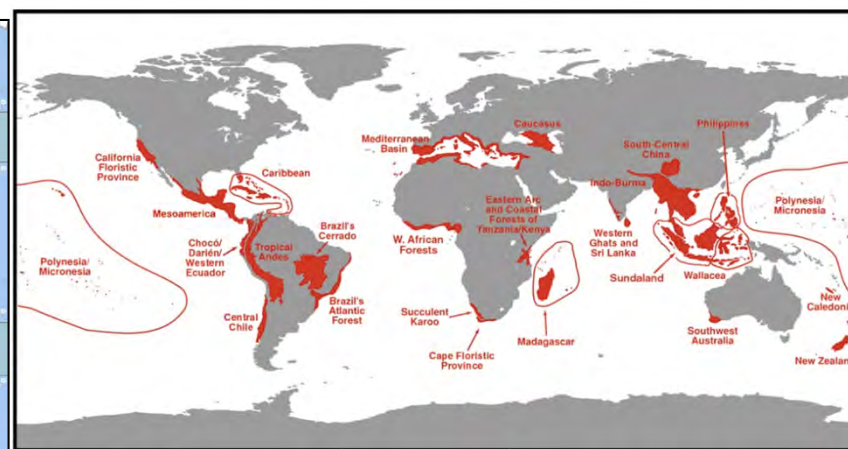 California
Floristic
Province
Mesoamerica
Caribbean
Polynesia/
Micronesia
Chocó/
Darién/
Western
Ecuador
Tropical
Andes
Brazil's
Cerrado
Central
Chile
Brazil's
Atlantic
Forest
Mediterranean
Basin
Caucasus
W. African
Forests
Eastern Arc
and Coastal
Forests of
Tanzania/Kenya
Succulent
Karoo
Cape Floristic
Province
Madagascar
South-Central
China
Indo-Burma
Western
Ghats and
Sri Lanka
Philippines
Polynesia/
Micronesia
Sundaland
Wallacea
Southwest
Australia
New
Caledoni
New Zealan